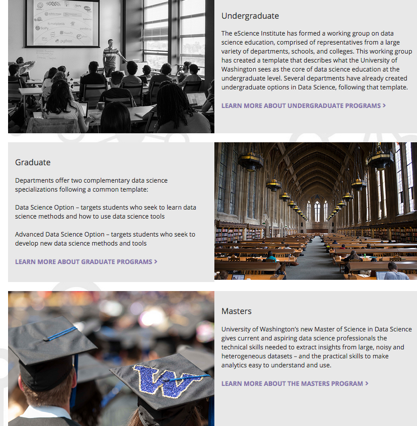 Undergraduate
The eScience Institute has formed a working group on data
science education, comprised of representatives from a large
variety of departments, schools, and colleges. This working group
has created a template that describes what the University of
Washington sees as the core of data science education at the
undergraduate level. Several departments have already created
undergraduate options in Data Science, following that template.
LEARN MORE ABOUT UNDERGRADUATE PROGRAMS >
Graduate
Departments offer two complementary data science
specializations following a common template:
Data Science Option – targets students who seek to learn data
science methods and how to use data science tools
Advanced Data Science Option – targets students who seek to
develop new data science methods and tools
LEARN MORE ABOUT GRADUATE PROGRAMS >
Masters
University of Washington's new Master of Science in Data Science
gives current and aspiring data science professionals the
technical skills needed to extract insights from large, noisy and
heterogeneous datasets – and the practical skills to make
analytics easy to understand and use.
LEARN MORE ABOUT THE MASTERS PROGRAM >
W